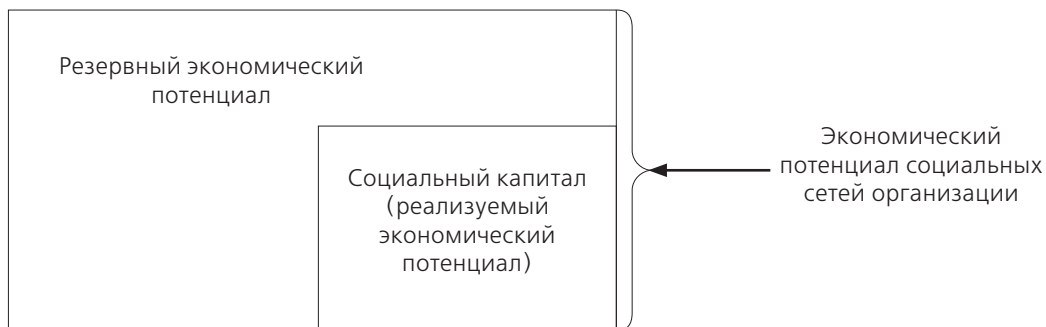 Резервный экономический
потенциал
Социальный капитал
(реализуемый
экономический
потенциал)
Экономический
потенциал социальных
сетей организации